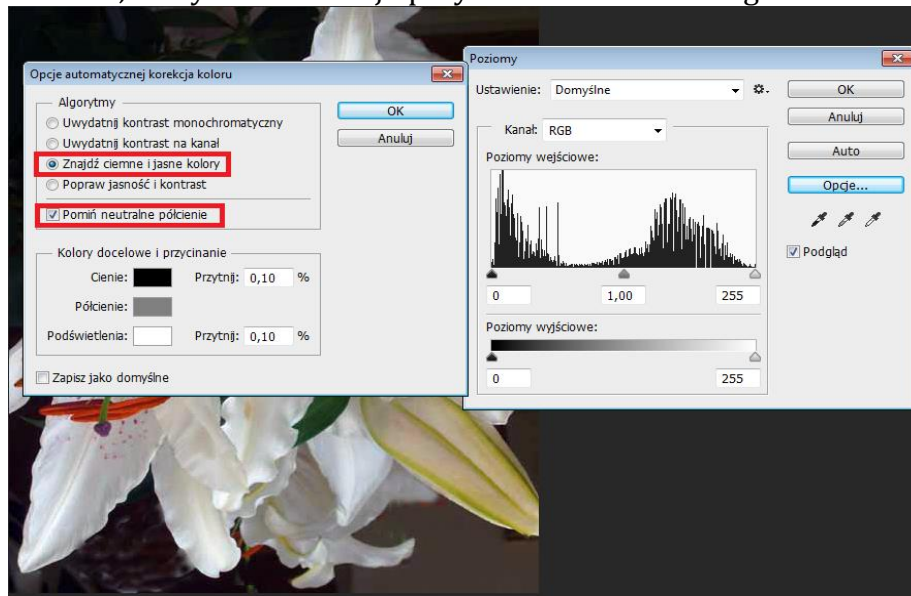 Opcje automatycznej korekcja koloru
Algorytmy
Uwydatnij kontrast monochromatyczny
Uwydatnij kontrast na kanał
Znajdź ciemne i jasne kolory
Popraw jasność i kontrast
Pomiń neutralne półcienie
OK
Anuluj
Kolory docelowe i przycinanie
Cienie: Przytnij: 0,10 %
Półcienie:
Podświetlenia: Przytnij: 0,10 %
Zapisz jako domyślne
Poziomy
Ustawienie: Domyślne
Kanał: RGB
Poziomy wejściowe:
0 1,00 255
Poziomy wyjściowe:
0 255
OK
Anuluj
Auto
Opcje...
Podgląd